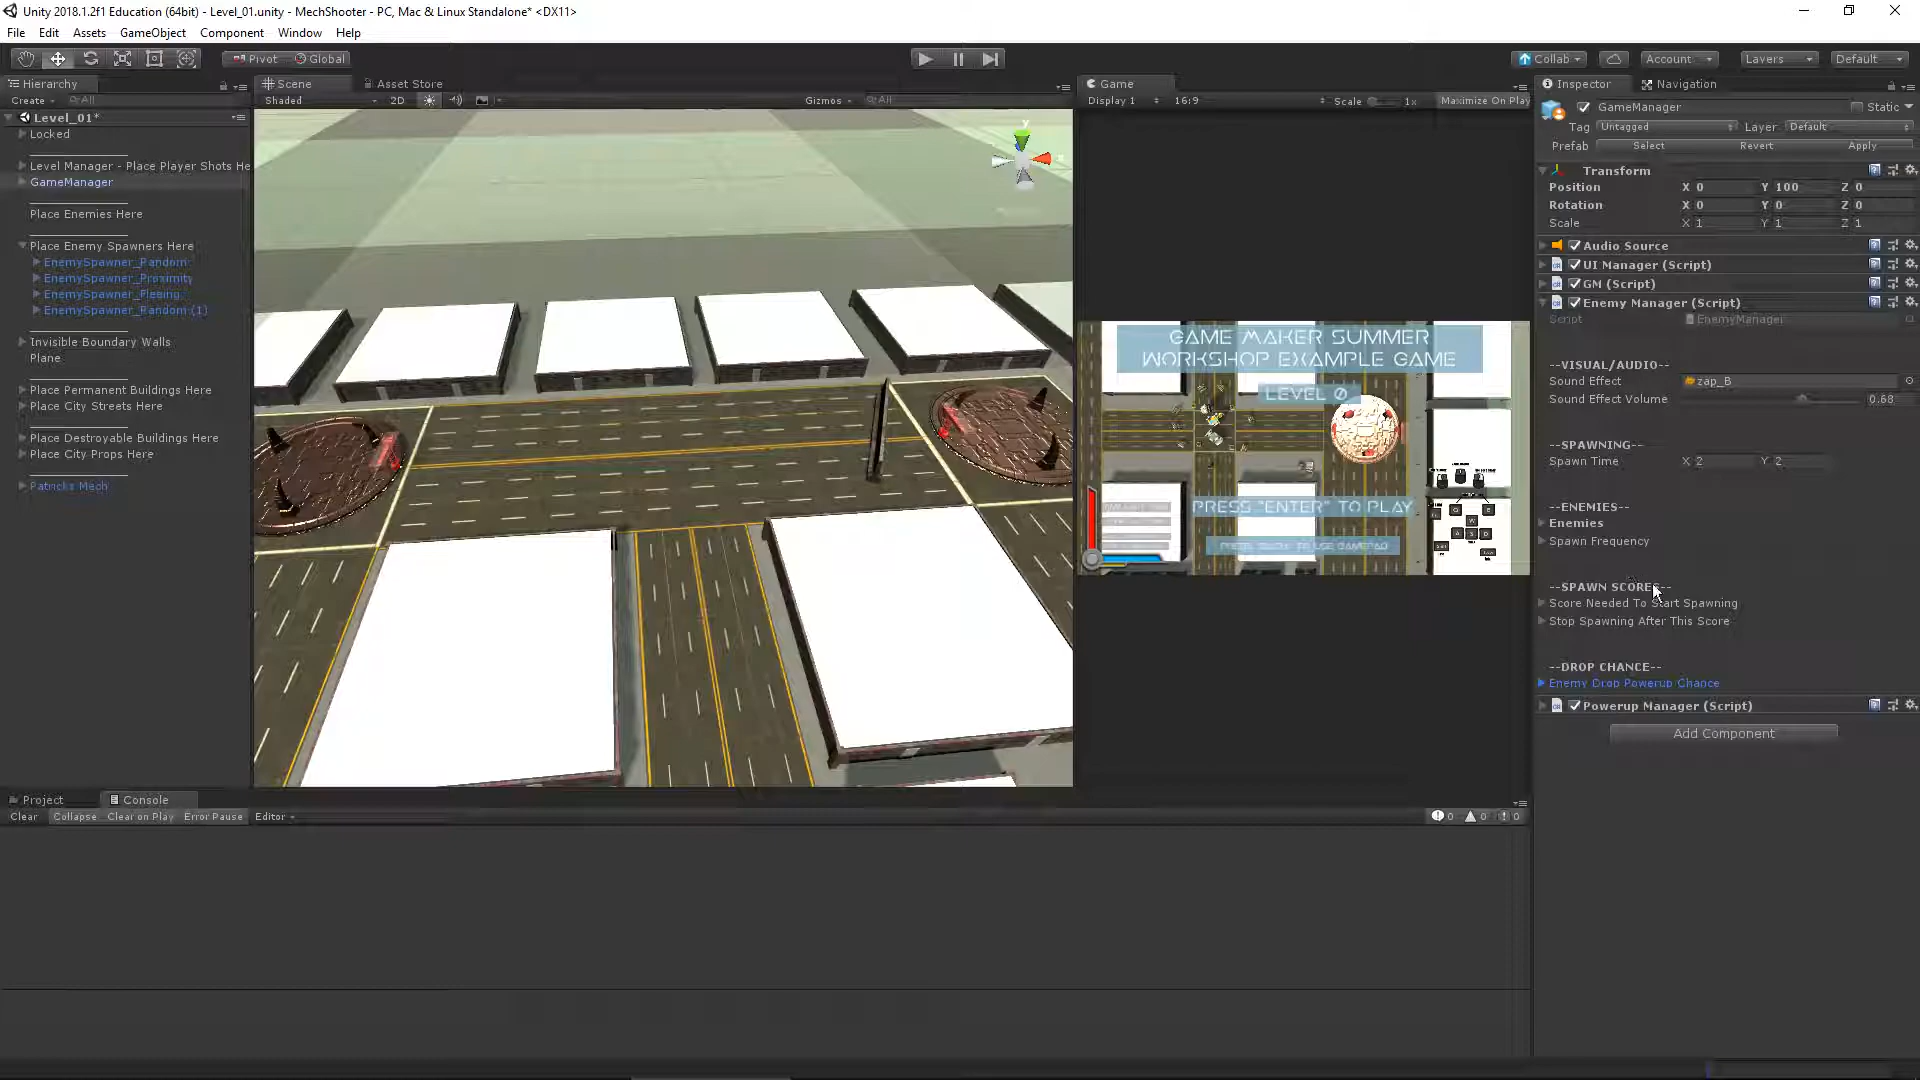 Unity 2018.1.2f1 Education (64bit) - Level_01.unity - MechShooter - PC, Mac & Linux Standalone* <DX11>
File Edit Assets GameObject Component Window Help
Pivot Global
Collab Account Layers Default
Hierarchy
Create All
Level_01*
Locked
Level Manager - Place Player Shots He
GameManager
Place Enemies Here
Place Enemy Spawners Here
EnemySpawner_Random
EnemySpawner_Proximity
EnemySpawner_Fleeing
EnemySpawner_Random (1)
Invisible Boundary Walls
Plane
Place Permanent Buildings Here
Place City Streets Here
Place Destroyable Buildings Here
Place City Props Here
Patricks Mech
Scene Asset Store
Shaded 2D Gizmos All
y
Game
Display 1 16:9 Scale 1x Maximize On Play
GAME MAKER SUMMER
WORKSHOP EXAMPLE GAME
LEVEL 0
PRESS "ENTER" TO PLAY
Inspector Navigation
GameManager Static
Tag Untagged Layer Default
Prefab Select Revert Apply
Transform
Position X 0 Y 100 Z 0
Rotation X 0 Y 0 Z 0
Scale X 1 Y 1 Z 1
Audio Source
UI Manager (Script)
GM (Script)
Enemy Manager (Script)
Script EnemyManager
--VISUAL/AUDIO--
Sound Effect zap_B
Sound Effect Volume 0.68
--SPAWNING--
Spawn Time X 2 Y 2
--ENEMIES--
Enemies
Spawn Frequency
--SPAWN SCORES--
Score Needed To Start Spawning
Stop Spawning After This Score
--DROP CHANCE--
Enemy Drop Powerup Chance
Powerup Manager (Script)
Add Component
Project Console
Clear Collapse Clear on Play Error Pause Editor
0 0 0